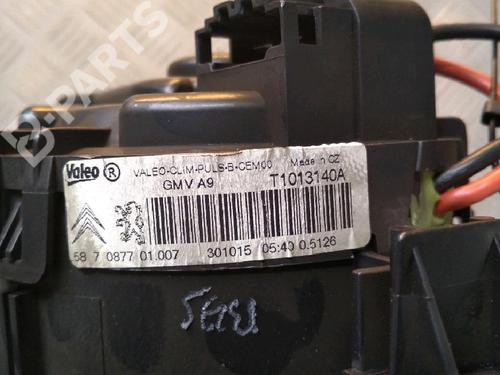 B-PARTS
Valeo ® VALEO-CLIM-PULS-B-CEM00 Made in CZ
GMV A9 T1013140A
58 7 0877 01.007 301015 05:40 0.5126